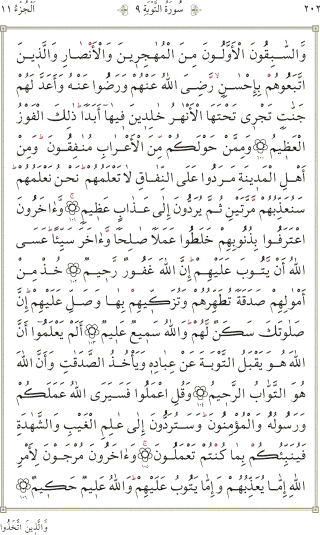 ٱلْجُزْءُ ١١ سُورَةُ ٱلتَّوْبَةِ ٩ ٢٠٢
وَٱلسَّٰبِقُونَ ٱلْأَوَّلُونَ مِنَ ٱلْمُهَٰجِرِينَ وَٱلْأَنصَارِ وَٱلَّذِينَ
ٱتَّبَعُوهُم بِإِحْسَٰنٍ رَّضِىَ ٱللَّهُ عَنْهُمْ وَرَضُوا۟ عَنْهُ وَأَعَدَّ لَهُمْ
جَنَّٰتٍ تَجْرِى تَحْتَهَا ٱلْأَنْهَٰرُ خَٰلِدِينَ فِيهَآ أَبَدًا ذَٰلِكَ ٱلْفَوْزُ
ٱلْعَظِيمُ ١٠٠ وَمِمَّنْ حَوْلَكُم مِّنَ ٱلْأَعْرَابِ مُنَٰفِقُونَ وَمِنْ
أَهْلِ ٱلْمَدِينَةِ مَرَدُوا۟ عَلَى ٱلنِّفَاقِ لَا تَعْلَمُهُمْ نَحْنُ نَعْلَمُهُمْ
سَنُعَذِّبُهُم مَّرَّتَيْنِ ثُمَّ يُرَدُّونَ إِلَىٰ عَذَابٍ عَظِيمٍ ١٠١ وَءَاخَرُونَ
ٱعْتَرَفُوا۟ بِذُنُوبِهِمْ خَلَطُوا۟ عَمَلًا صَٰلِحًا وَءَاخَرَ سَيِّئًا عَسَى
ٱللَّهُ أَن يَتُوبَ عَلَيْهِمْ إِنَّ ٱللَّهَ غَفُورٌ رَّحِيمٌ ١٠٢ خُذْ مِنْ
أَمْوَٰلِهِمْ صَدَقَةً تُطَهِّرُهُمْ وَتُزَكِّيهِم بِهَا وَصَلِّ عَلَيْهِمْ إِنَّ
صَلَوٰتَكَ سَكَنٌ لَّهُمْ وَٱللَّهُ سَمِيعٌ عَلِيمٌ ١٠٣ أَلَمْ يَعْلَمُوٓا۟ أَنَّ
ٱللَّهَ هُوَ يَقْبَلُ ٱلتَّوْبَةَ عَنْ عِبَادِهِۦ وَيَأْخُذُ ٱلصَّدَقَٰتِ وَأَنَّ ٱللَّهَ
هُوَ ٱلتَّوَّابُ ٱلرَّحِيمُ ١٠٤ وَقُلِ ٱعْمَلُوا۟ فَسَيَرَى ٱللَّهُ عَمَلَكُمْ
وَرَسُولُهُۥ وَٱلْمُؤْمِنُونَ وَسَتُرَدُّونَ إِلَىٰ عَٰلِمِ ٱلْغَيْبِ وَٱلشَّهَٰدَةِ
فَيُنَبِّئُكُم بِمَا كُنتُمْ تَعْمَلُونَ ١٠٥ وَءَاخَرُونَ مُرْجَوْنَ لِأَمْرِ
ٱللَّهِ إِمَّا يُعَذِّبُهُمْ وَإِمَّا يَتُوبُ عَلَيْهِمْ وَٱللَّهُ عَلِيمٌ حَكِيمٌ ١٠٦
وَٱلَّذِينَ ٱتَّخَذُوا۟